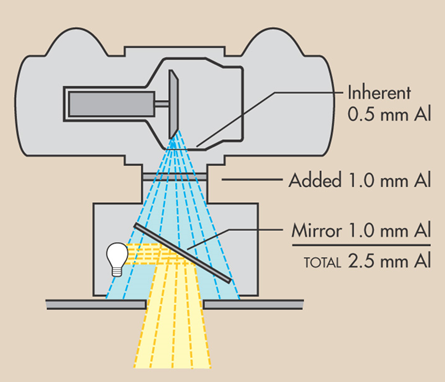 Inherent
0.5 mm Al
Added 1.0 mm Al
Mirror 1.0 mm Al
TOTAL 2.5 mm Al